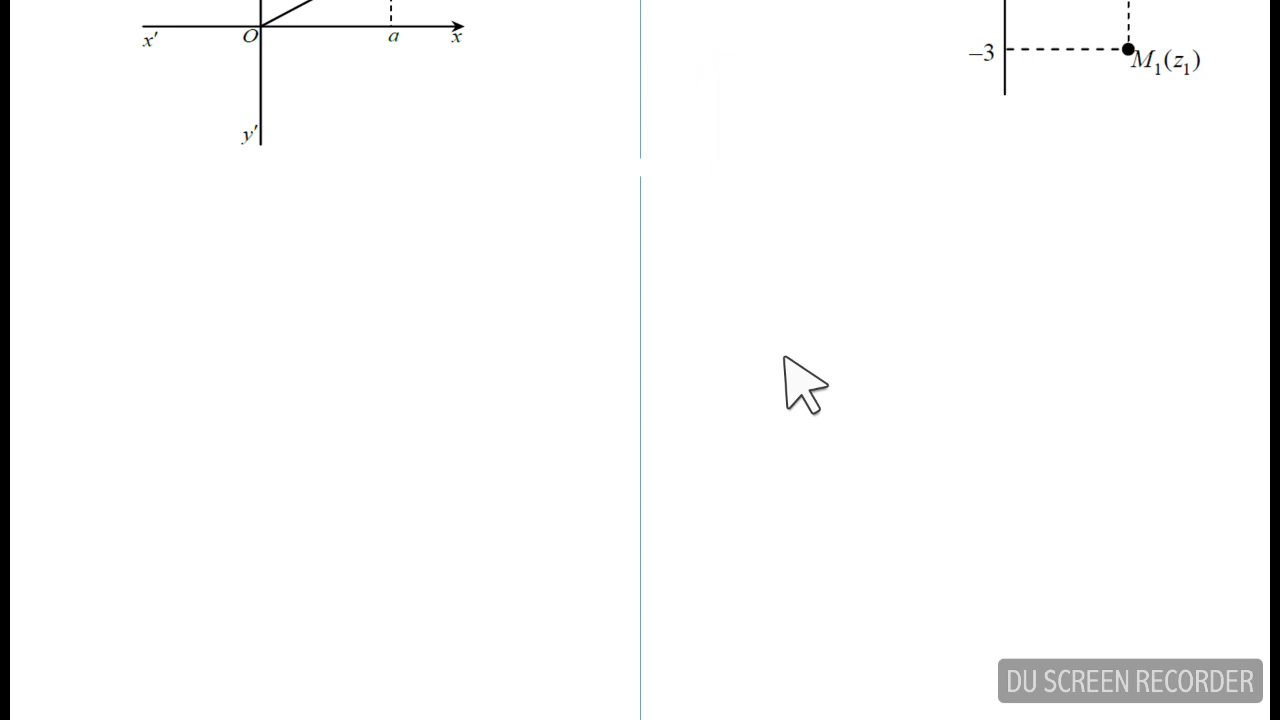 x′ O a x
y′
–3 M₁(z₁)
DU SCREEN RECORDER